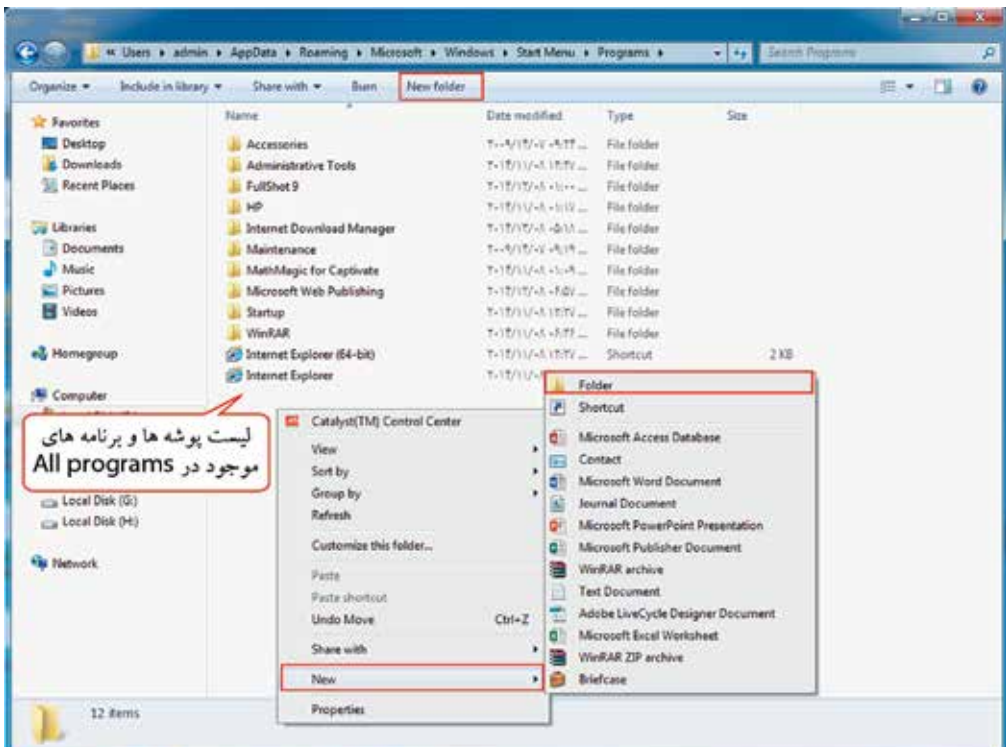 « Users ▸ admin ▸ AppData ▸ Roaming ▸ Microsoft ▸ Windows ▸ Start Menu ▸ Programs ▸
Search Programs
Organize
Include in library
Share with
Burn
New folder
Name
Date modified
Type
Size
Favorites
Desktop
Downloads
Recent Places
Libraries
Documents
Music
Pictures
Videos
Homegroup
Computer
Local Disk (G:)
Local Disk (H:)
Network
Accessories
File folder
Administrative Tools
File folder
FullShot 9
File folder
HP
File folder
Internet Download Manager
File folder
Maintenance
File folder
MathMagic for Captivate
File folder
Microsoft Web Publishing
File folder
Startup
File folder
WinRAR
File folder
Internet Explorer (64-bit)
Shortcut
2 KB
Internet Explorer
لیست پوشه ها و برنامه های
موجود در All programs
Catalyst(TM) Control Center
View
Sort by
Group by
Refresh
Customize this folder...
Paste
Paste shortcut
Undo Move Ctrl+Z
Share with
New
Properties
Folder
Shortcut
Microsoft Access Database
Contact
Microsoft Word Document
Journal Document
Microsoft PowerPoint Presentation
Microsoft Publisher Document
WinRAR archive
Text Document
Adobe LiveCycle Designer Document
Microsoft Excel Worksheet
WinRAR ZIP archive
Briefcase
12 items